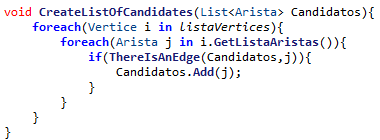 void CreateListOfCandidates(List<Arista> Candidatos){
    foreach(Vertice i in listaVertices){
        foreach(Arista j in i.GetListaAristas()){
            if(ThereIsAnEdge(Candidatos,j)){
                Candidatos.Add(j);
            }
        }
    }
}